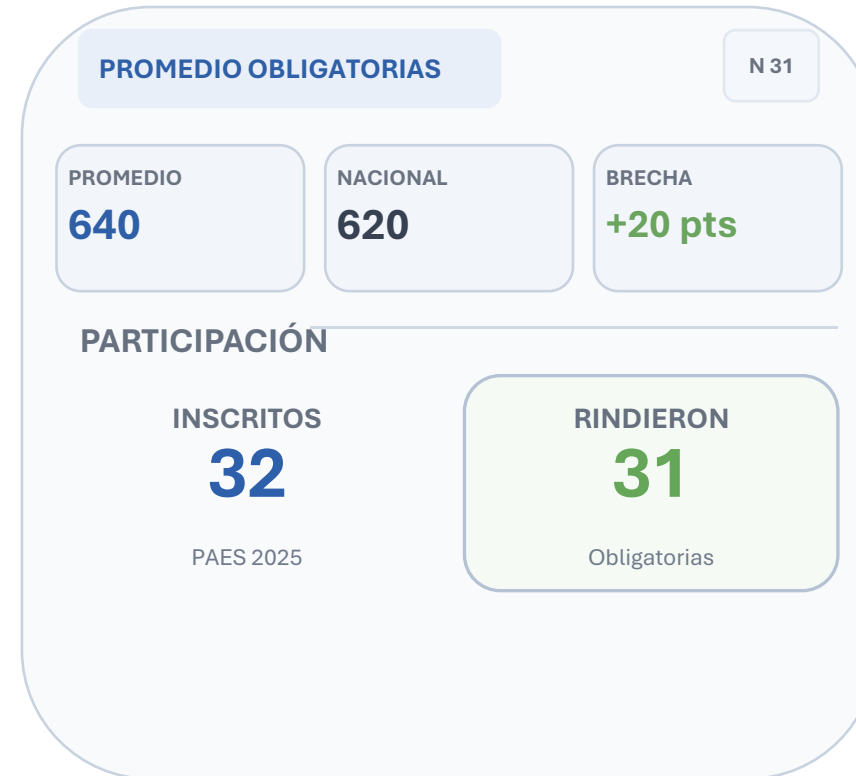 PROMEDIO OBLIGATORIAS
N 31
PROMEDIO
640
NACIONAL
620
BRECHA
+20 pts
PARTICIPACIÓN
INSCRITOS
32
PAES 2025
RINDIERON
31
Obligatorias